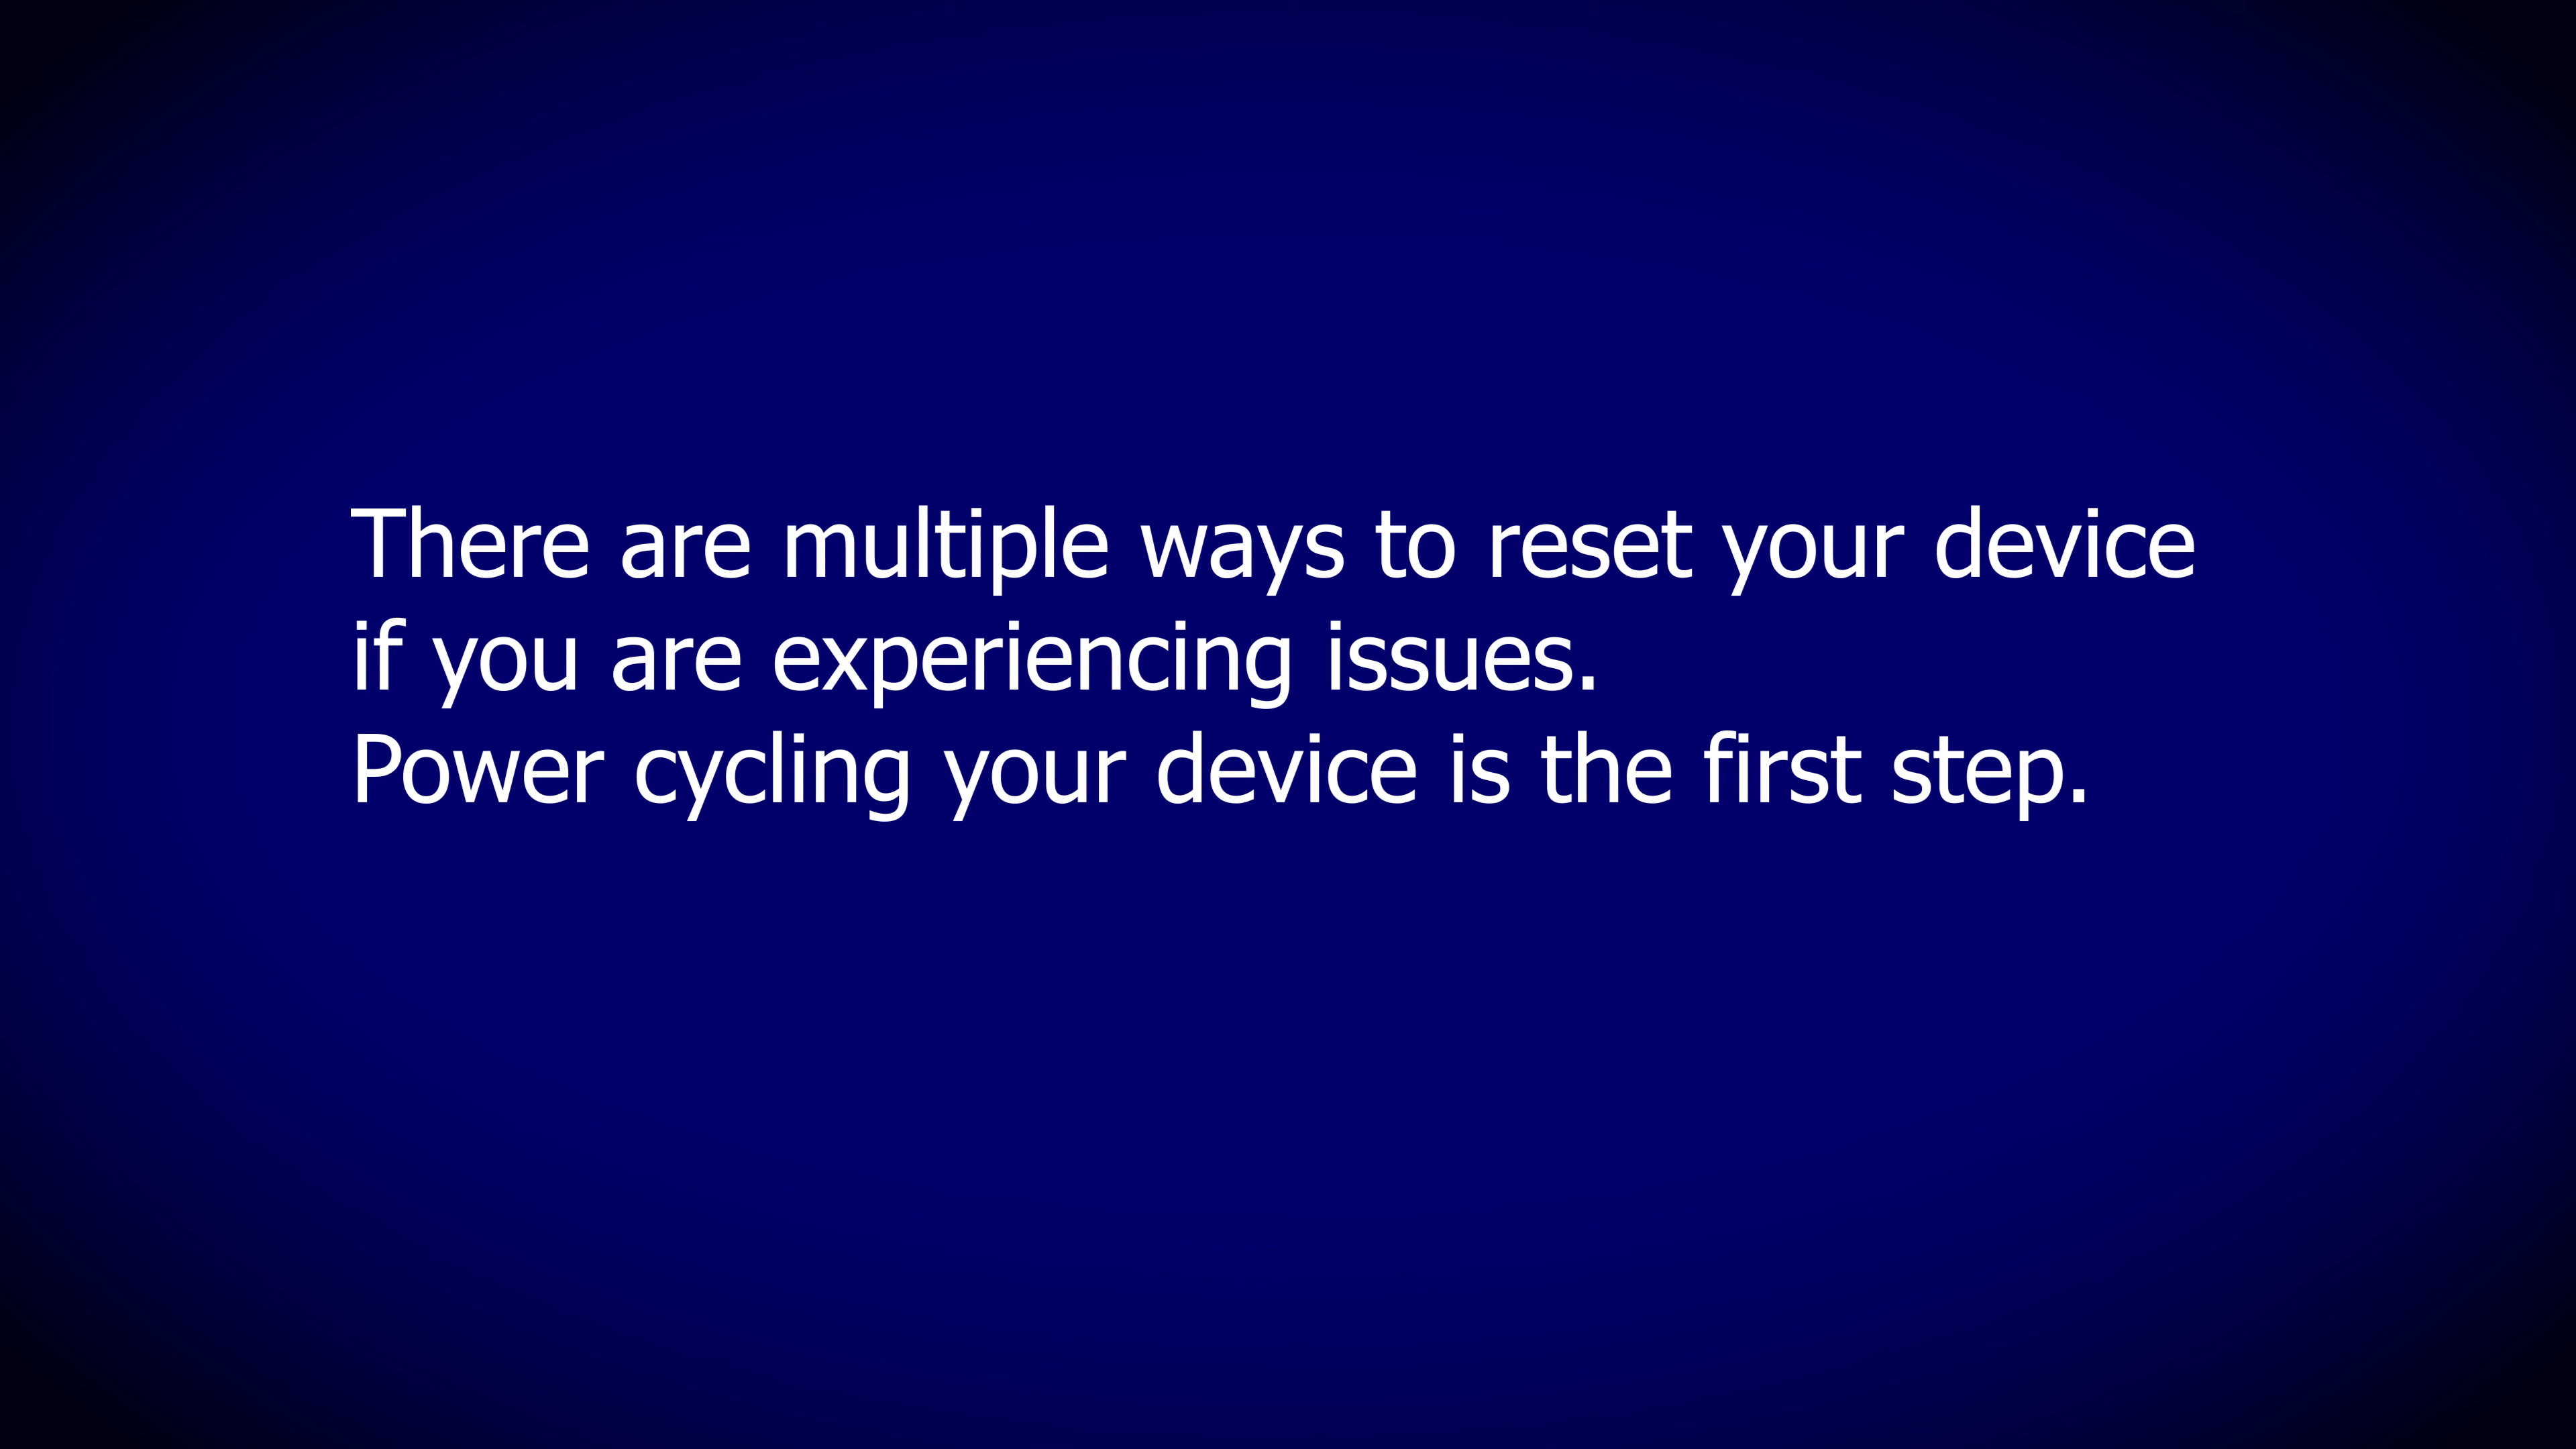 There are multiple ways to reset your device
if you are experiencing issues.
Power cycling your device is the first step.